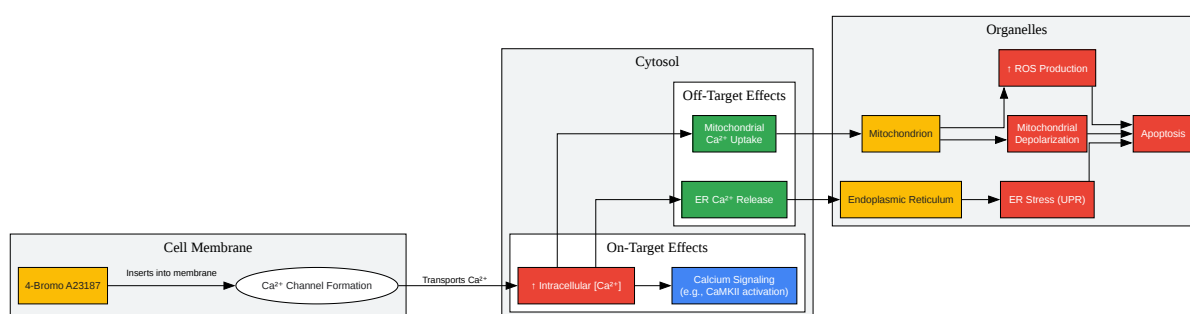 Organelles
↑ ROS Production
Cytosol
Off-Target Effects
Mitochondrial
Ca²⁺ Uptake
Mitochondrion
Mitochondrial
Depolarization
Apoptosis
ER Ca²⁺ Release
Endoplasmic Reticulum
ER Stress (UPR)
Cell Membrane
On-Target Effects
4-Bromo A23187
Inserts into membrane
Ca²⁺ Channel Formation
Transports Ca²⁺
↑ Intracellular [Ca²⁺]
Calcium Signaling
(e.g., CaMKII activation)